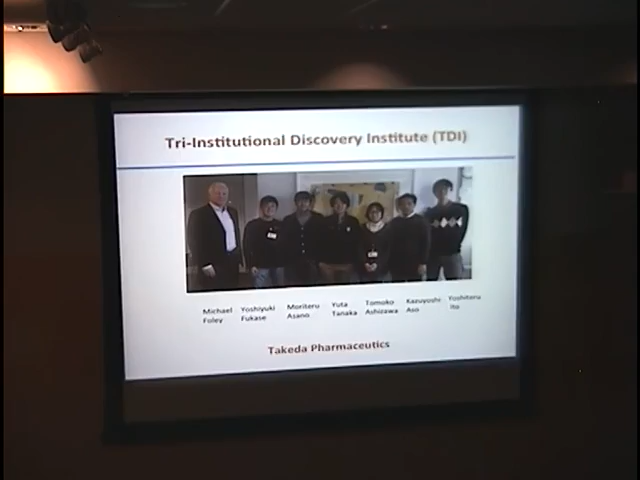 Tri-Institutional Discovery Institute (TDI)
Michael Foley
Yoshiyuki Fukase
Moriteru Asano
Yuta Tanaka
Tomoko Ashizawa
Kazuyoshi Aso
Yoshiteru Ito
Takeda Pharmaceutics